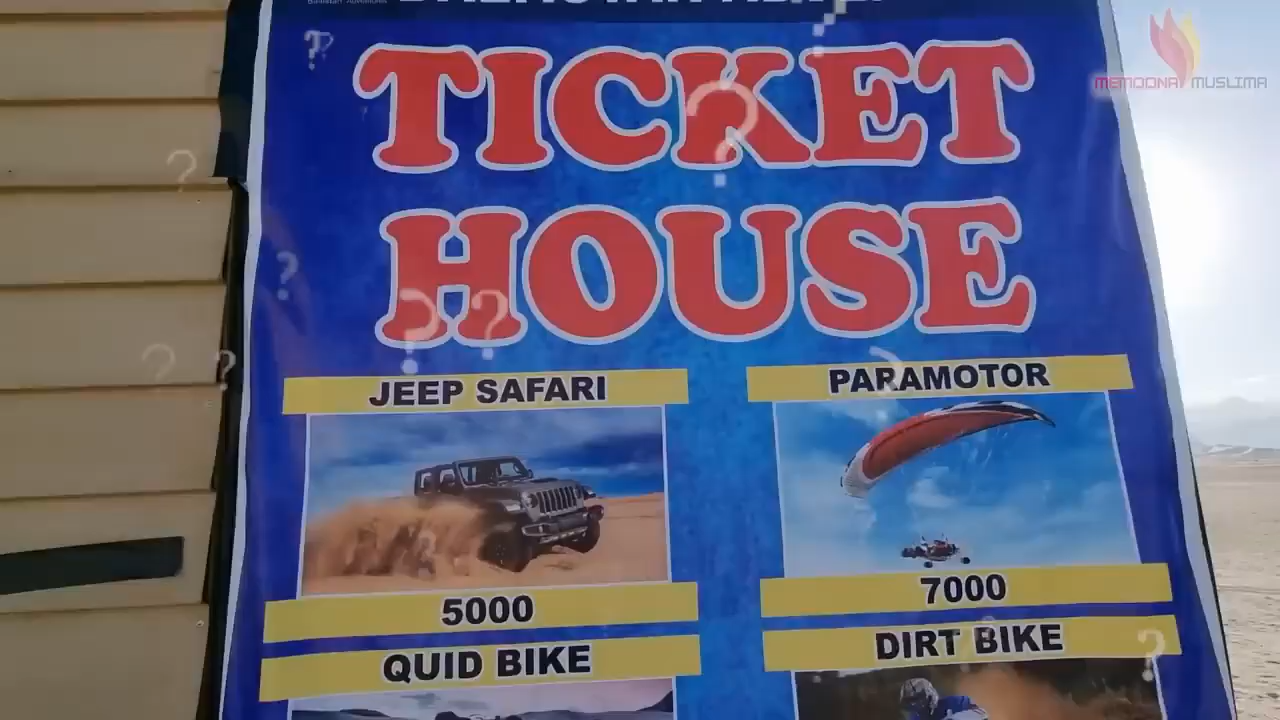 MEMOONA MUSLIMA
TICKET
HOUSE
JEEP SAFARI
PARAMOTOR
5000
7000
QUID BIKE
DIRT BIKE